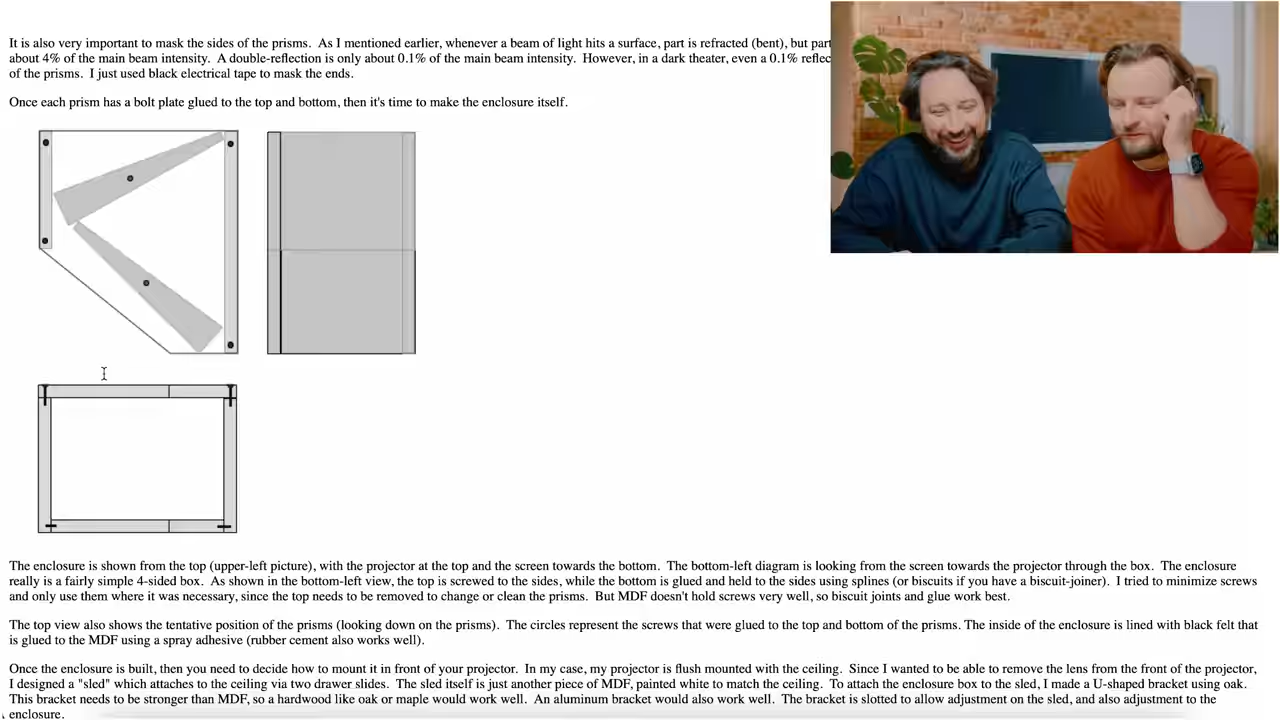 It is also very important to mask the sides of the prisms. As I mentioned earlier, whenever a beam of light hits a surface, part is refracted (bent), but part
about 4% of the main beam intensity. A double-reflection is only about 0.1% of the main beam intensity. However, in a dark theater, even a 0.1% reflec
of the prisms. I just used black electrical tape to mask the ends.
Once each prism has a bolt plate glued to the top and bottom, then it's time to make the enclosure itself.
The enclosure is shown from the top (upper-left picture), with the projector at the top and the screen towards the bottom. The bottom-left diagram is looking from the screen towards the projector through the box. The enclosure
really is a fairly simple 4-sided box. As shown in the bottom-left view, the top is screwed to the sides, while the bottom is glued and held to the sides using splines (or biscuits if you have a biscuit-joiner). I tried to minimize screws
and only use them where it was necessary, since the top needs to be removed to change or clean the prisms. But MDF doesn't hold screws very well, so biscuit joints and glue work best.
The top view also shows the tentative position of the prisms (looking down on the prisms). The circles represent the screws that were glued to the top and bottom of the prisms. The inside of the enclosure is lined with black felt that
is glued to the MDF using a spray adhesive (rubber cement also works well).
Once the enclosure is built, then you need to decide how to mount it in front of your projector. In my case, my projector is flush mounted with the ceiling. Since I wanted to be able to remove the lens from the front of the projector,
I designed a "sled" which attaches to the ceiling via two drawer slides. The sled itself is just another piece of MDF, painted white to match the ceiling. To attach the enclosure box to the sled, I made a U-shaped bracket using oak.
This bracket needs to be stronger than MDF, so a hardwood like oak or maple would work well. An aluminum bracket would also work well. The bracket is slotted to allow adjustment on the sled, and also adjustment to the
enclosure.